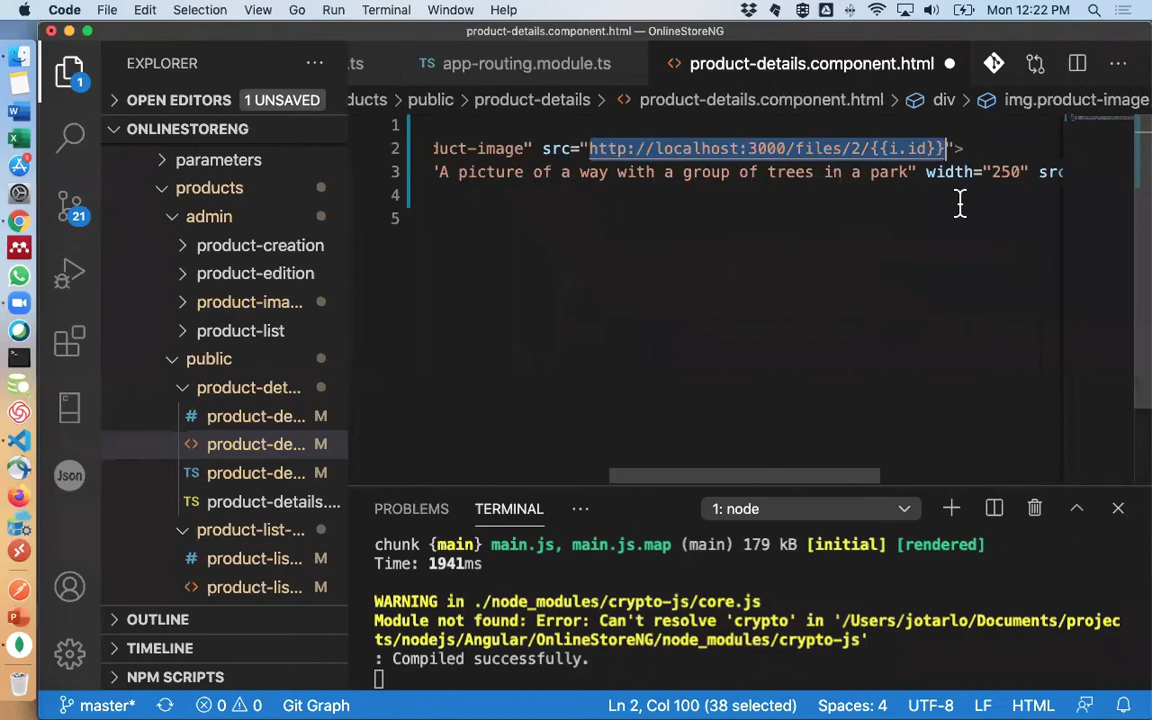 Code File Edit Selection View Go Run Terminal Window Help Mon 12:22 PM
product-details.component.html — OnlineStoreNG
EXPLORER ··· .ts TS app-routing.module.ts <> product-details.component.html
OPEN EDITORS 1 UNSAVED
ducts > public > product-details > <> product-details.component.html > div > img.product-image
ONLINESTORENG
parameters
products
admin
product-creation
product-edition
product-ima...
product-list
public
product-det...
# product-de... M
<> product-de... M
TS product-de... M
TS product-details....
product-list-...
# product-lis... M
<> product-lis... M
OUTLINE
TIMELINE
NPM SCRIPTS
1
21
Json
1
2 duct-image" src="http://localhost:3000/files/2/{{i.id}}">
3 "A picture of a way with a group of trees in a park" width="250" src
4
5
PROBLEMS TERMINAL ··· 1: node
chunk {main} main.js, main.js.map (main) 179 kB [initial] [rendered]
Time: 1941ms
WARNING in ./node_modules/crypto-js/core.js
Module not found: Error: Can't resolve 'crypto' in '/Users/jotarlo/Documents/projec
ts/nodejs/Angular/OnlineStoreNG/node_modules/crypto-js'
: Compiled successfully.
master* 0 0 Git Graph Ln 2, Col 100 (38 selected) Spaces: 4 UTF-8 LF HTML